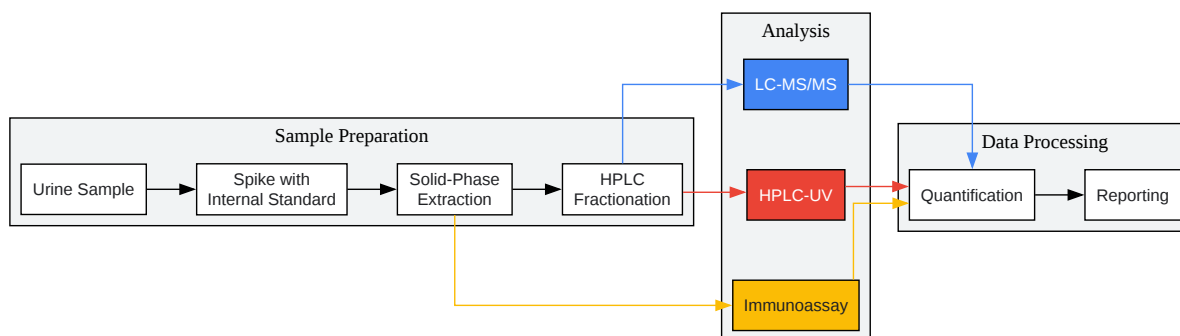 Sample Preparation
Urine Sample
Spike with
Internal Standard
Solid-Phase
Extraction
HPLC
Fractionation
Analysis
LC-MS/MS
HPLC-UV
Immunoassay
Data Processing
Quantification
Reporting